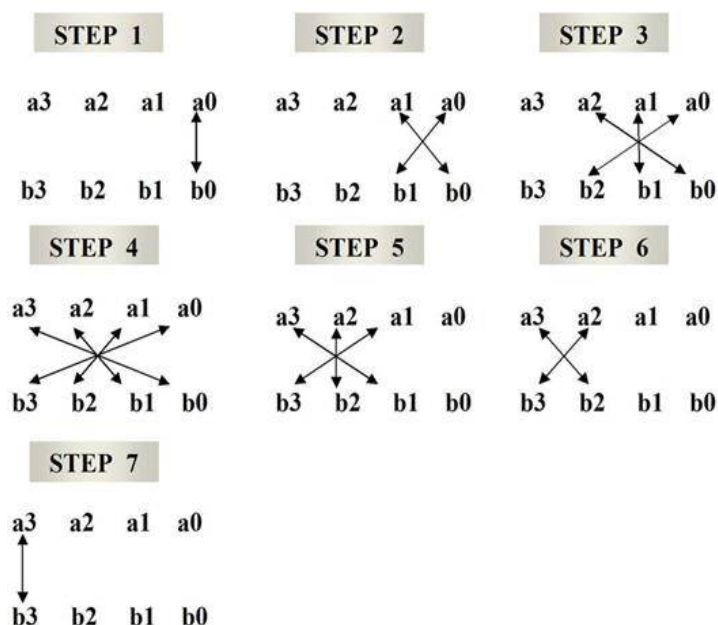 STEP 1
a3 a2 a1 a0
b3 b2 b1 b0
STEP 2
a3 a2 a1 a0
b3 b2 b1 b0
STEP 3
a3 a2 a1 a0
b3 b2 b1 b0
STEP 4
a3 a2 a1 a0
b3 b2 b1 b0
STEP 5
a3 a2 a1 a0
b3 b2 b1 b0
STEP 6
a3 a2 a1 a0
b3 b2 b1 b0
STEP 7
a3 a2 a1 a0
b3 b2 b1 b0